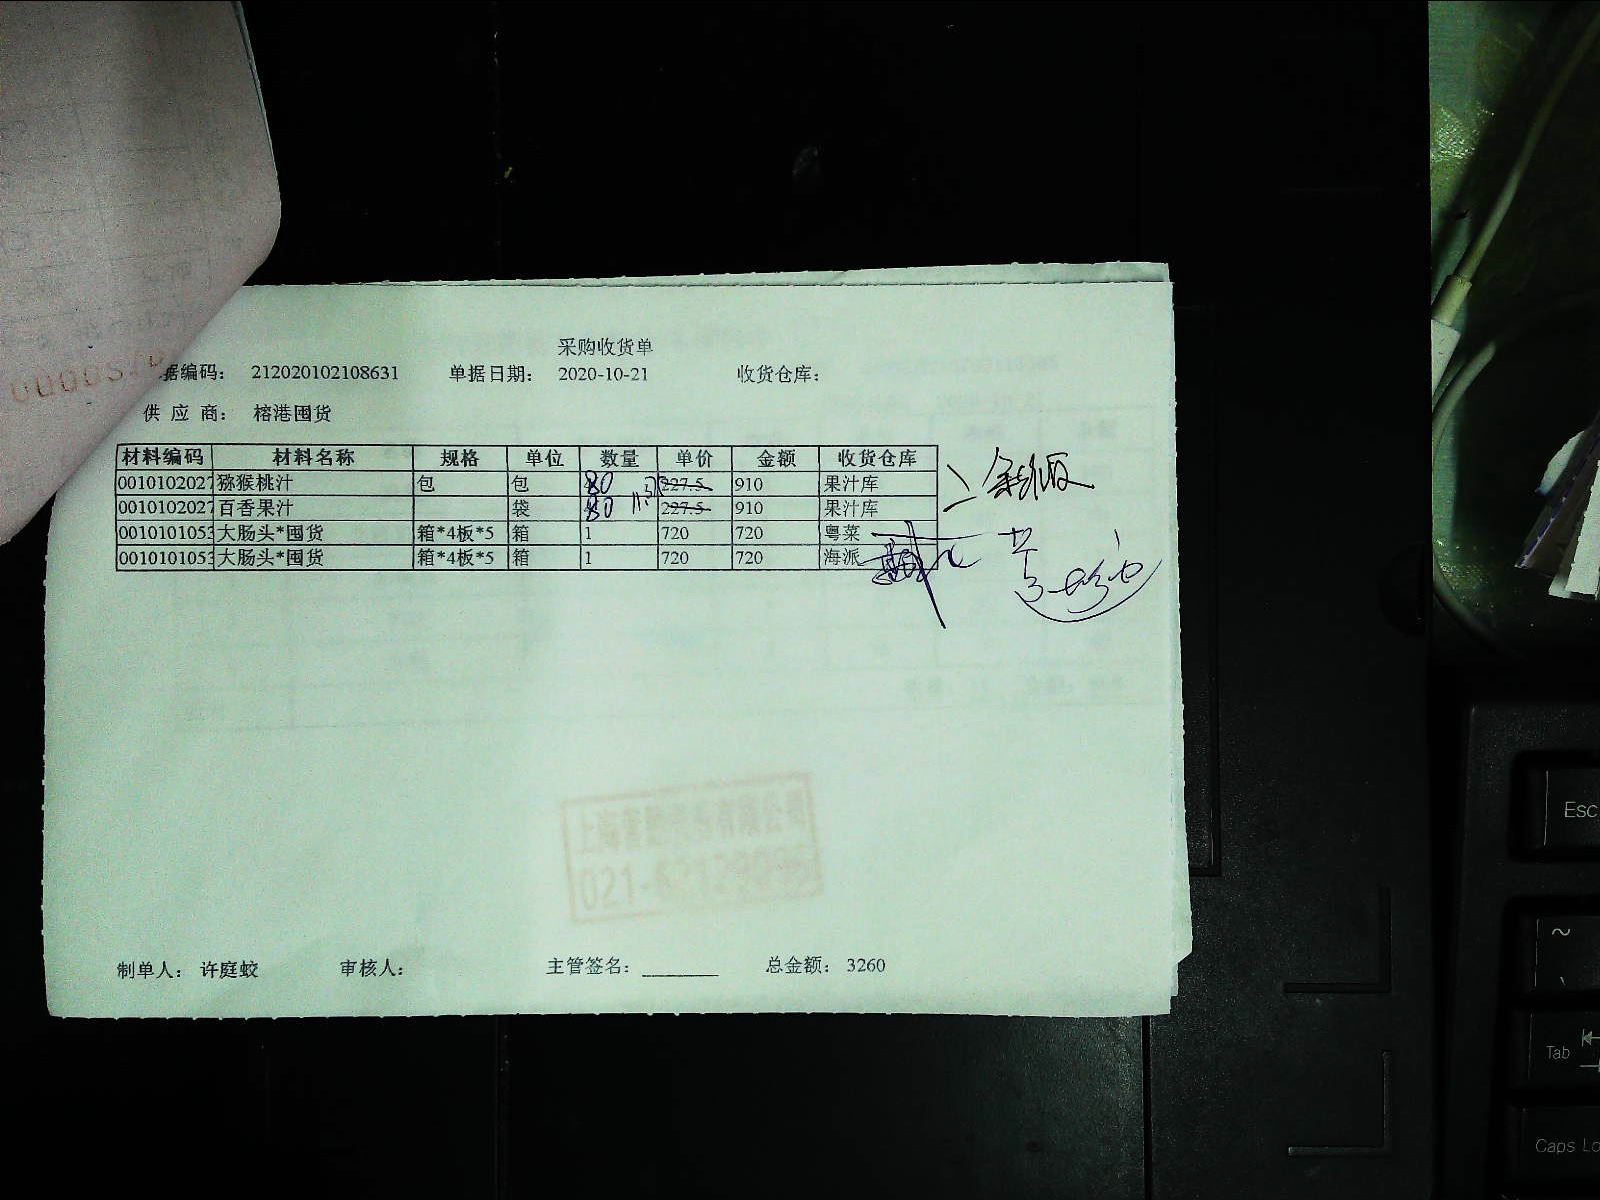 采购收货单
据编码： 212020102108631 单据日期： 2020-10-21 收货仓库：
供 应 商： 榕港囤货
材料编码 材料名称 规格 单位 数量 单价 金额 收货仓库
0010102027 猕猴桃汁 包 包 80 227.5 910 果汁库
0010102027 百香果汁 袋 80 227.5 910 果汁库
0010101053 大肠头*囤货 箱*4板*5 箱 1 720 720 粤菜
0010101053 大肠头*囤货 箱*4板*5 箱 1 720 720 海派
制单人： 许庭蛟 审核人： 主管签名： 总金额： 3260
Esc
~
Tab
Caps Lo